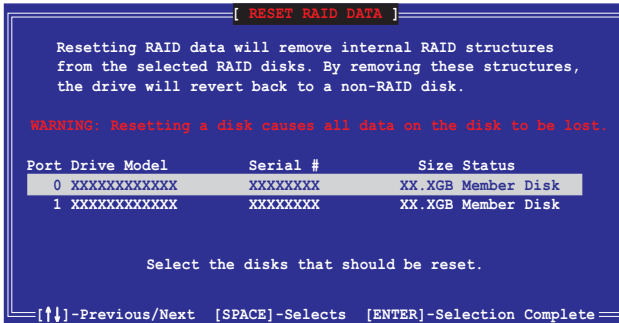 [ RESET RAID DATA ]
Resetting RAID data will remove internal RAID structures
from the selected RAID disks. By removing these structures,
the drive will revert back to a non-RAID disk.
WARNING: Resetting a disk causes all data on the disk to be lost.
Port Drive Model Serial # Size Status
0 XXXXXXXXXXXX XXXXXXXX XX.XGB Member Disk
1 XXXXXXXXXXXX XXXXXXXX XX.XGB Member Disk
Select the disks that should be reset.
[↑↓]-Previous/Next [SPACE]-Selects [ENTER]-Selection Complete